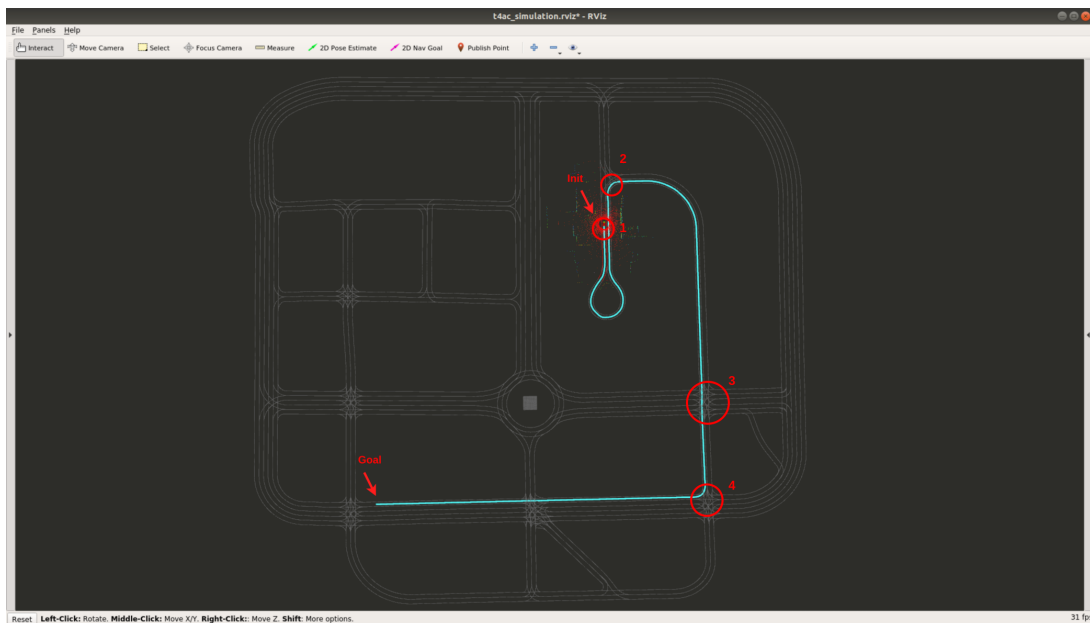 t4ac_simulation.rviz* - RViz
File Panels Help
Interact Move Camera Select Focus Camera Measure 2D Pose Estimate 2D Nav Goal Publish Point
2
Init
1
3
Goal
4
Reset Left-Click: Rotate. Middle-Click: Move X/Y. Right-Click:: Move Z. Shift: More options. 31 fps